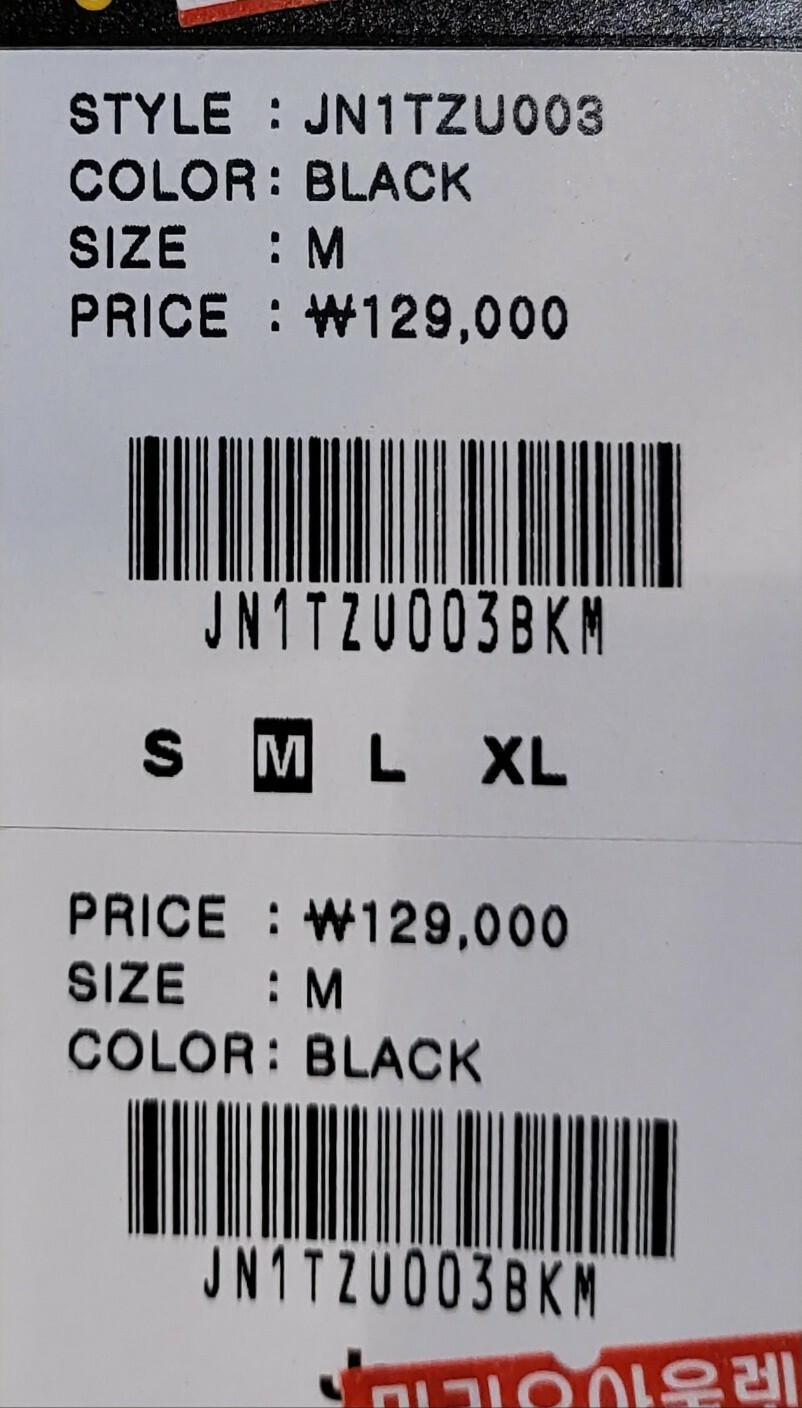 STYLE : JN1TZU003
COLOR: BLACK
SIZE : M
PRICE : ₩129,000
JN1TZU003BKM
S M L XL
PRICE : ₩129,000
SIZE : M
COLOR: BLACK
JN1TZU003BKM